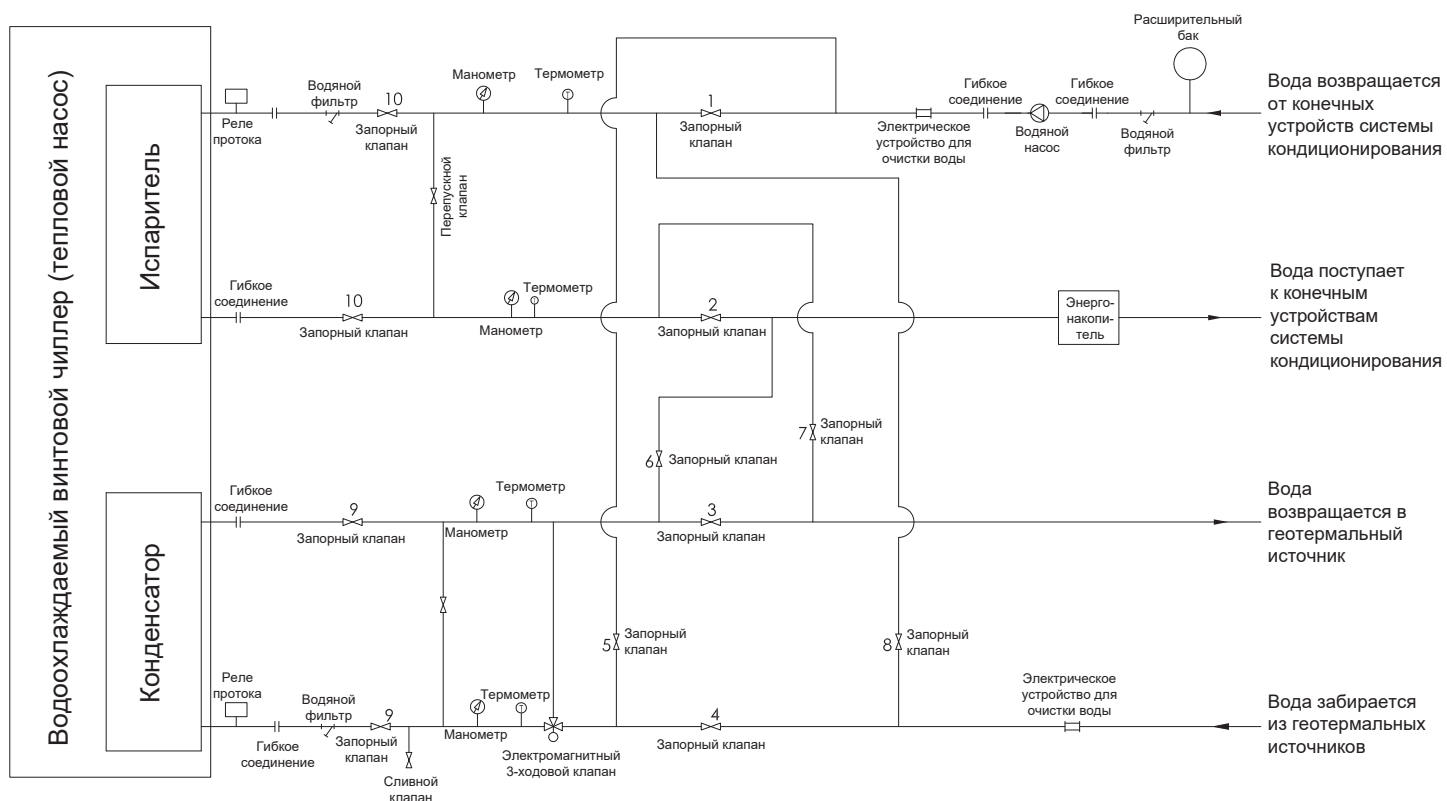 Водоохлаждаемый винтовой чиллер (тепловой насос)
Испаритель
Конденсатор
Расширительный
бак
Реле
протока
Водяной
фильтр
10
Запорный
клапан
Манометр
Термометр
T
1
Запорный
клапан
Электрическое
устройство для
очистки воды
Гибкое
соединение
Водяной
насос
Гибкое
соединение
Водяной
фильтр
Вода возвращается
от конечных
устройств системы
кондиционирования
Перепускной
клапан
Гибкое
соединение
10
Запорный клапан
Манометр
Термометр
T
2
Запорный клапан
Энерго-
накопи-
тель
Вода поступает
к конечным
устройствам
системы
кондиционирования
6
Запорный клапан
7
Запорный
клапан
Гибкое
соединение
9
Запорный клапан
Манометр
Термометр
T
3
Запорный клапан
Вода
возвращается в
геотермальный
источник
5
Запорный
клапан
8
Запорный
клапан
Реле
протока
Гибкое
соединение
Водяной
фильтр
9
Запорный
клапан
Сливной
клапан
Манометр
Термометр
T
Электромагнитный
3-ходовой клапан
4
Запорный клапан
Электрическое
устройство для
очистки воды
Вода забирается
из геотермальных
источников